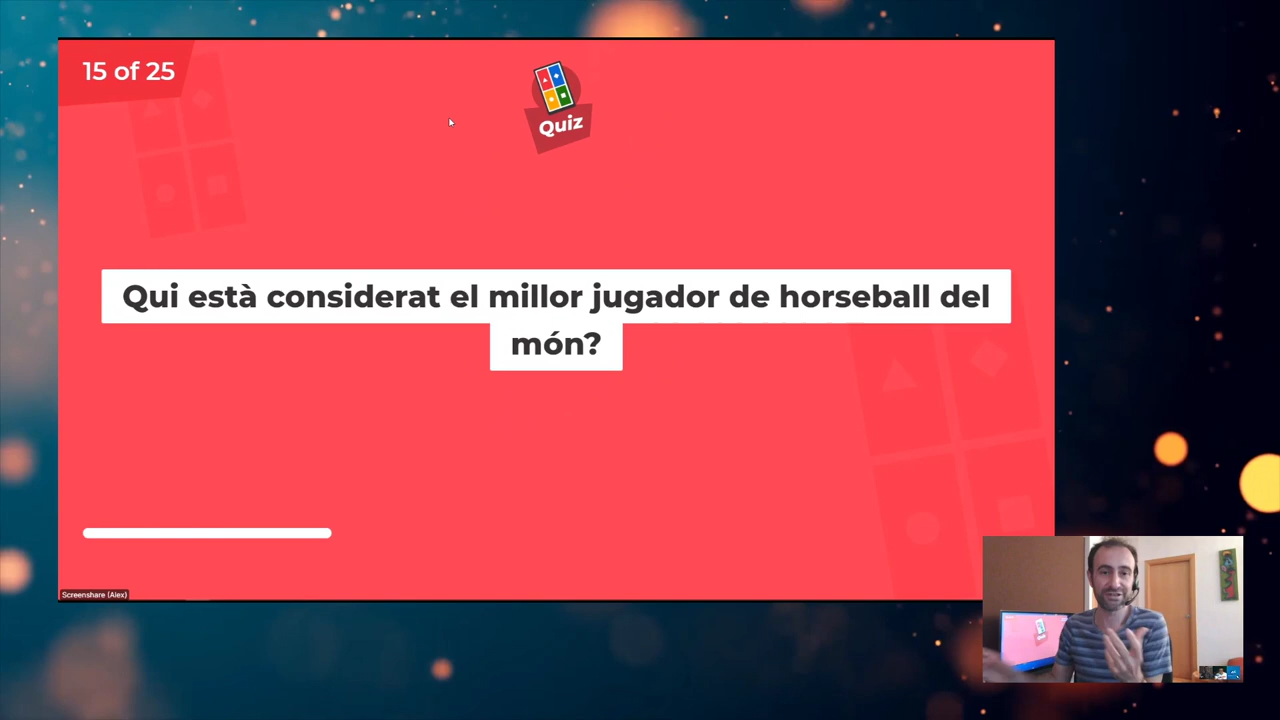 15 of 25
Quiz
Qui està considerat el millor jugador de horseball del
món?
Screenshare (Alex)